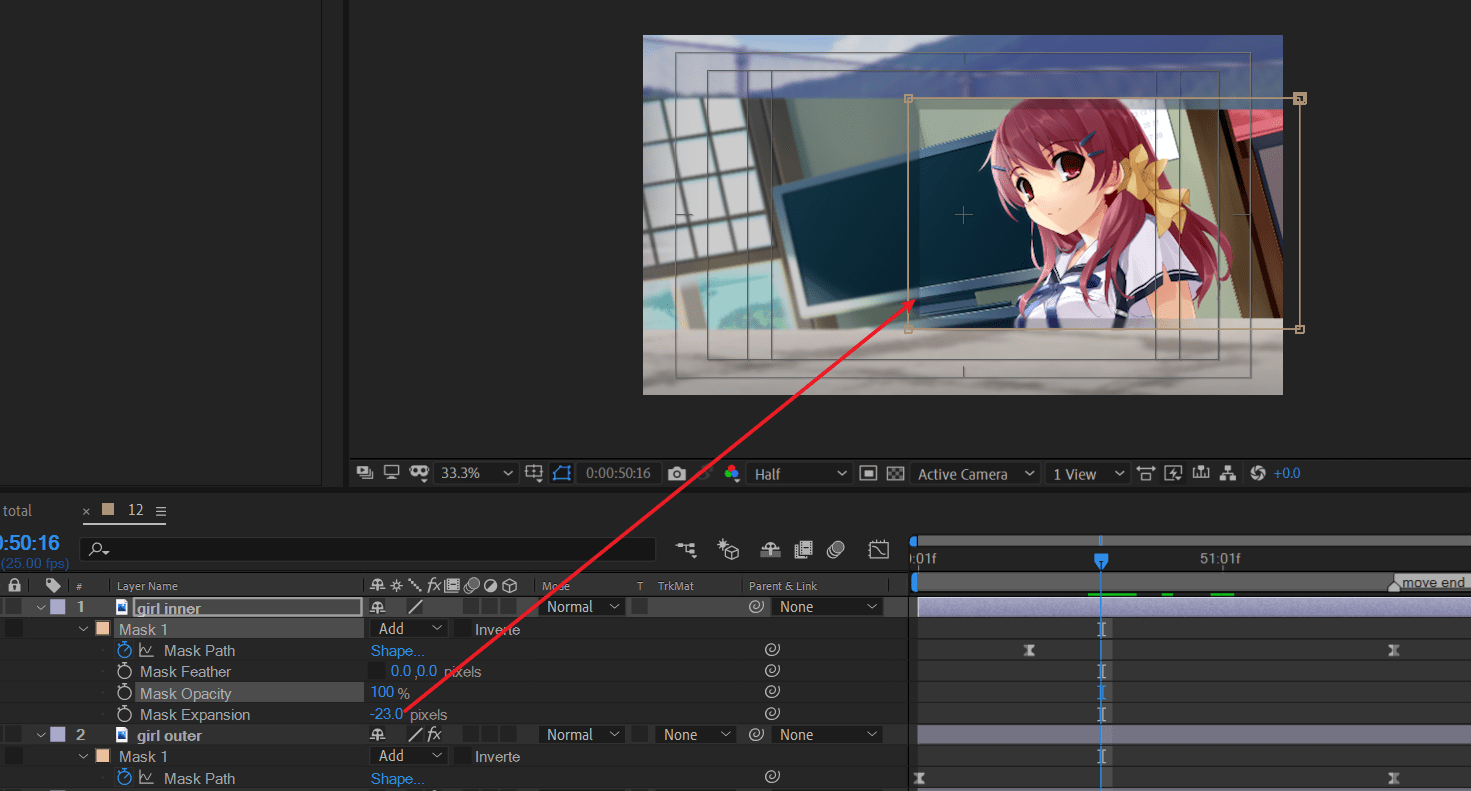 33.3% 0:00:50:16 Half Active Camera 1 View +0.0
total × 12
0:50:16
(25.00 fps)
:01f 51:01f
# Layer Name Mode T TrkMat Parent & Link move end
1 girl inner Normal None
Mask 1 Add Inverte
Mask Path Shape...
Mask Feather 0.0,0.0 pixels
Mask Opacity 100 %
Mask Expansion -23.0 pixels
2 girl outer fx Normal None None
Mask 1 Add Inverte
Mask Path Shape...